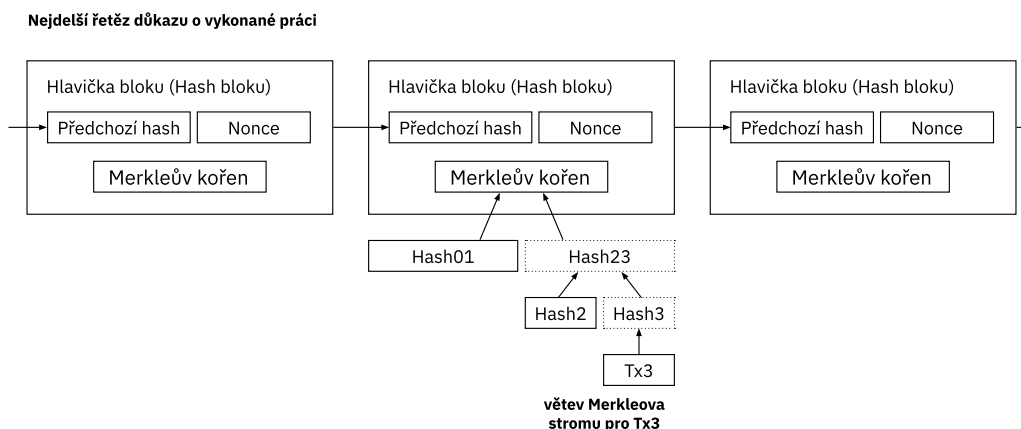 Nejdelší řetěz důkazu o vykonané práci
Hlavička bloku (Hash bloku)
Předchozí hash
Nonce
Merkleův kořen
Hlavička bloku (Hash bloku)
Předchozí hash
Nonce
Merkleův kořen
Hlavička bloku (Hash bloku)
Předchozí hash
Nonce
Merkleův kořen
Hash01
Hash23
Hash2
Hash3
Tx3
větev Merkleova
stromu pro Tx3